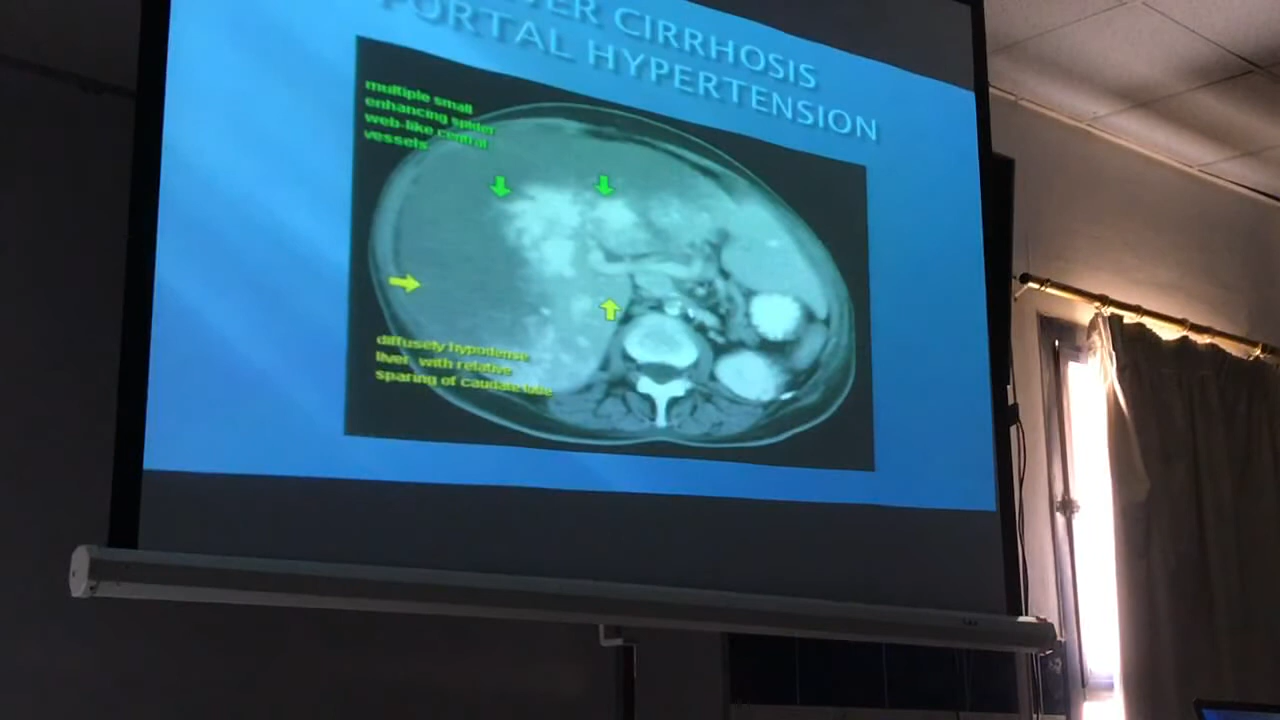 CIRRHOSIS
PORTAL HYPERTENSION
multiple small
enhancing spider
web-like central
vessels
diffusely hypodense
liver, with relative
sparing of caudate lobe